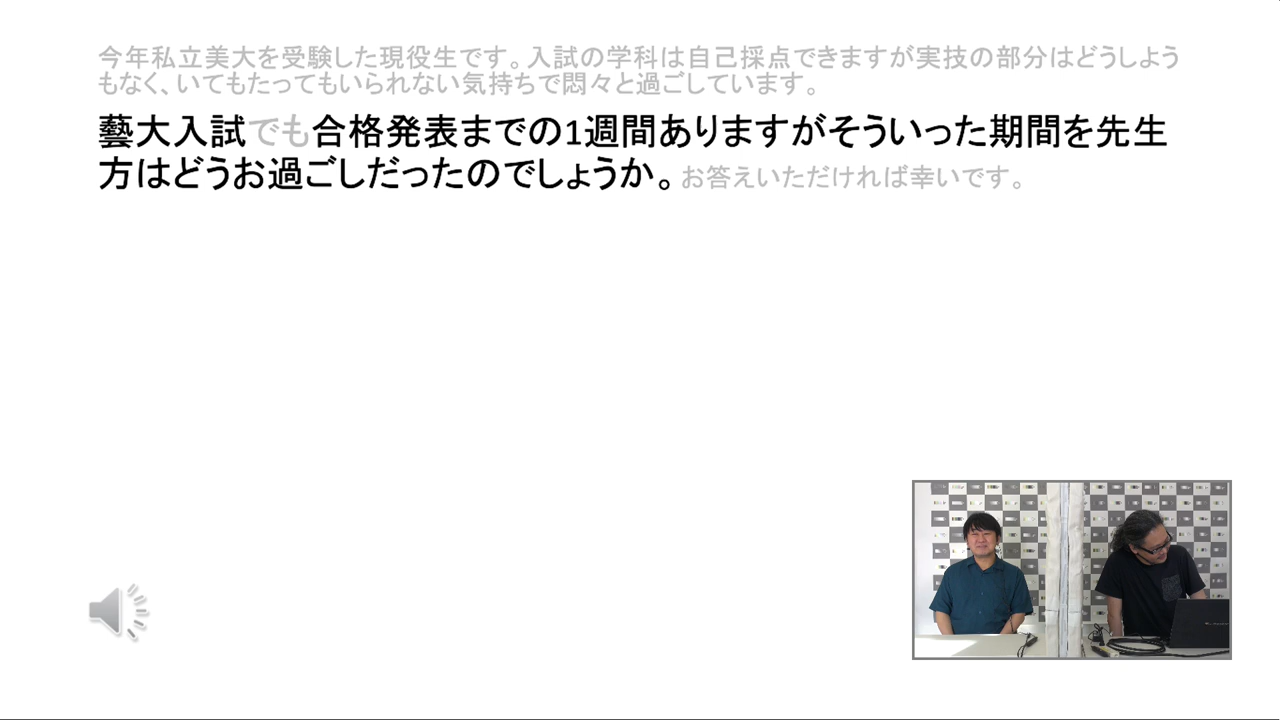 今年私立美大を受験した現役生です。入試の学科は自己採点できますが実技の部分はどうしよう
もなく、いてもたってもいられない気持ちで悶々と過ごしています。
藝大入試でも合格発表までの1週間ありますがそういった期間を先生
方はどうお過ごしだったのでしょうか。お答えいただければ幸いです。